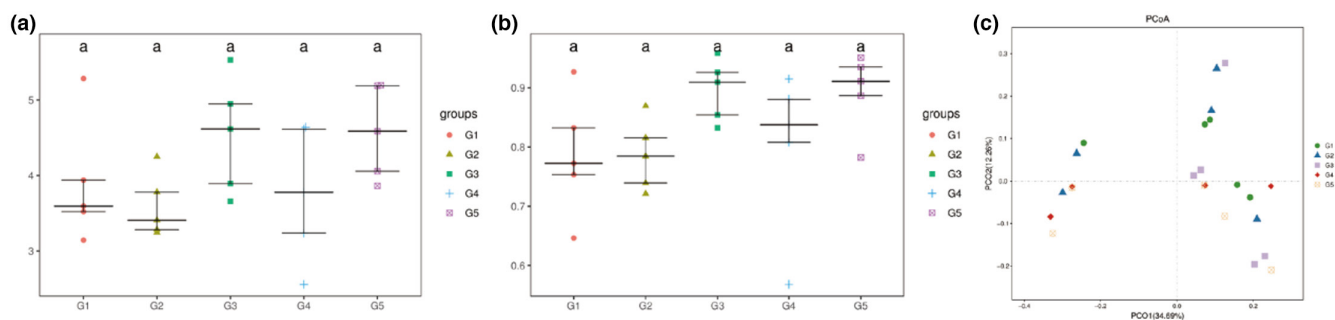 (a)
a a a a a
5
4
3
G1 G2 G3 G4 G5
groups
G1
G2
G3
G4
G5
(b)
a a a a a
0.9
0.8
0.7
0.6
G1 G2 G3 G4 G5
groups
G1
G2
G3
G4
G5
(c)
PCoA
0.3
0.2
0.1
0.0
-0.1
-0.2
PCO2(12.26%)
-0.4 -0.2 0.0 0.2
PCO1(34.69%)
G1
G2
G3
G4
G5